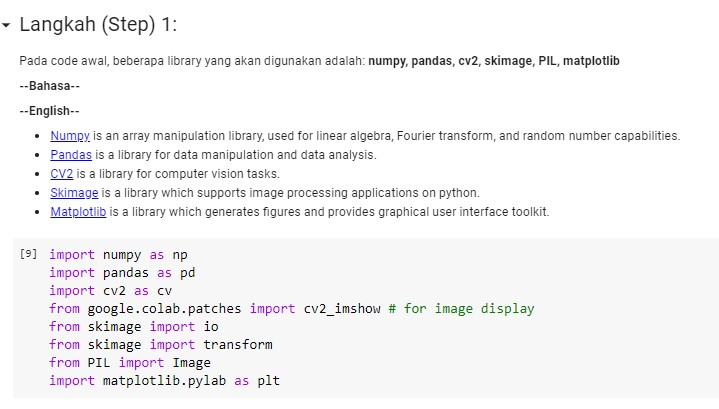 Langkah (Step) 1:
Pada code awal, beberapa library yang akan digunakan adalah: numpy, pandas, cv2, skimage, PIL, matplotlib
--Bahasa--
--English--
• Numpy is an array manipulation library, used for linear algebra, Fourier transform, and random number capabilities.
• Pandas is a library for data manipulation and data analysis.
• CV2 is a library for computer vision tasks.
• Skimage is a library which supports image processing applications on python.
• Matplotlib is a library which generates figures and provides graphical user interface toolkit.
[9] import numpy as np
import pandas as pd
import cv2 as cv
from google.colab.patches import cv2_imshow # for image display
from skimage import io
from skimage import transform
from PIL import Image
import matplotlib.pylab as plt